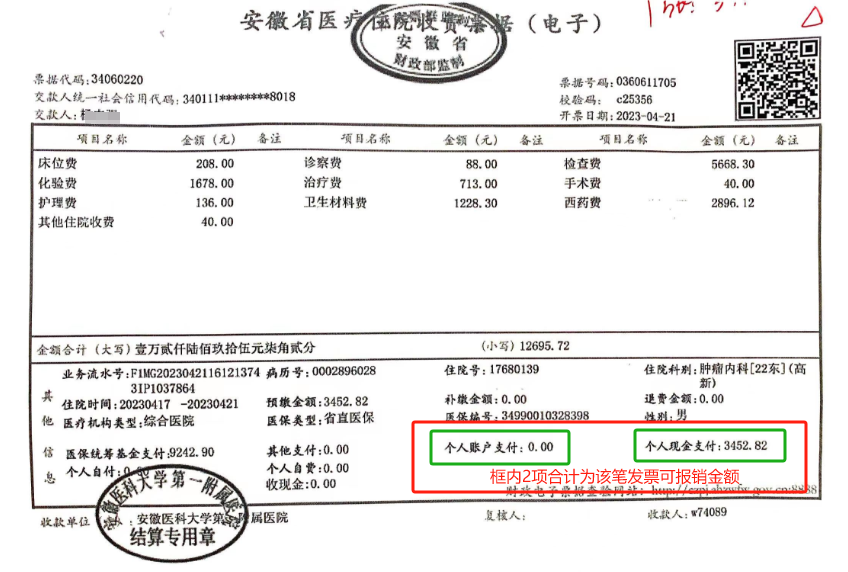 安徽省医疗住院收费票据（电子）
安徽省
财政部监制
票据代码:34060220
票据号码:0360611705
交款人统一社会信用代码:340111********8018
校验码: c25356
交款人:
开票日期:2023-04-21
项目名称 金额（元） 备注 项目名称 金额（元） 备注 项目名称 金额（元） 备注
床位费 208.00 诊察费 88.00 检查费 5668.30
化验费 1678.00 治疗费 713.00 手术费 40.00
护理费 136.00 卫生材料费 1228.30 西药费 2896.12
其他住院收费 40.00
金额合计（大写）壹万贰仟陆佰玖拾伍元柒角贰分 （小写）12695.72
其他信息
业务流水号:F1MG20230421161213743IP1037864 病历号:0002896028 住院号:17680139 住院科别:肿瘤内科[22东](高新)
住院时间:20230417 -20230421 预缴金额:3452.82 补缴金额:0.00 退费金额:0.00
医疗机构类型:综合医院 医保类型:省直医保 医保编号:34990010328398 性别:男
医保统筹基金支付:9242.90 其他支付:0.00 个人账户支付:0.00 个人现金支付:3452.82
个人自付:0. 个人自费:0.00
框内2项合计为该笔发票可报销金额
收现金:0.00
财政电子票据查验网站:
收款单位:安徽医科大学第一附属医院 复核人: 收款人:w74089
安徽医科大学第一附属医院
结算专用章